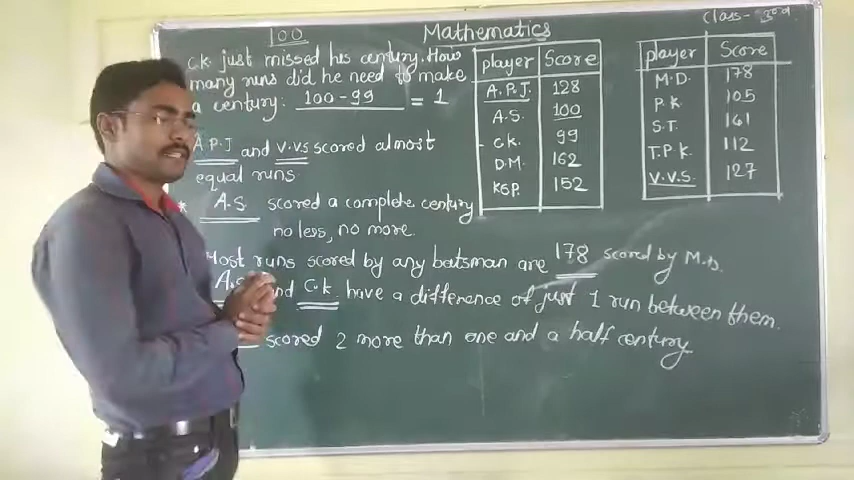 Mathematics
Class - 3rd
100
C.K. just missed his century. How
many runs did he need to make
a century: 100 - 99 = 1
A.P.J and V.V.S scored almost
equal runs
* A.S. scored a complete century
no less, no more.
Most runs scored by any batsman are 178 scored by M.D.
A.S and C.K. have a difference of just 1 run between them.
scored 2 more than one and a half century
player Score
A.P.J. 128
A.S. 100
C.K. 99
D.M. 162
K.S.P. 152
player Score
M.D. 178
P.K. 105
S.T. 161
T.P.K. 112
V.V.S. 127